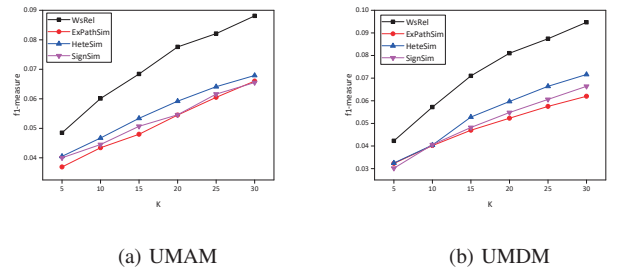 0.09
0.08
0.07
0.06
0.05
0.04
f1-measure
WsRel
ExPathSim
HeteSim
SignSim
5 10 15 20 25 30
K
(a) UMAM
0.10
0.09
0.08
0.07
0.06
0.05
0.04
0.03
f1-measure
WsRel
ExPathSim
HeteSim
SignSim
5 10 15 20 25 30
K
(b) UMDM